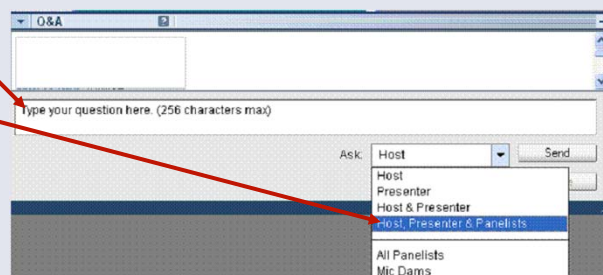 Q&A
Type your question here. (256 characters max)
Ask: Host Send
Host
Presenter
Host & Presenter
Host, Presenter & Panelists
All Panelists
Mic Dams